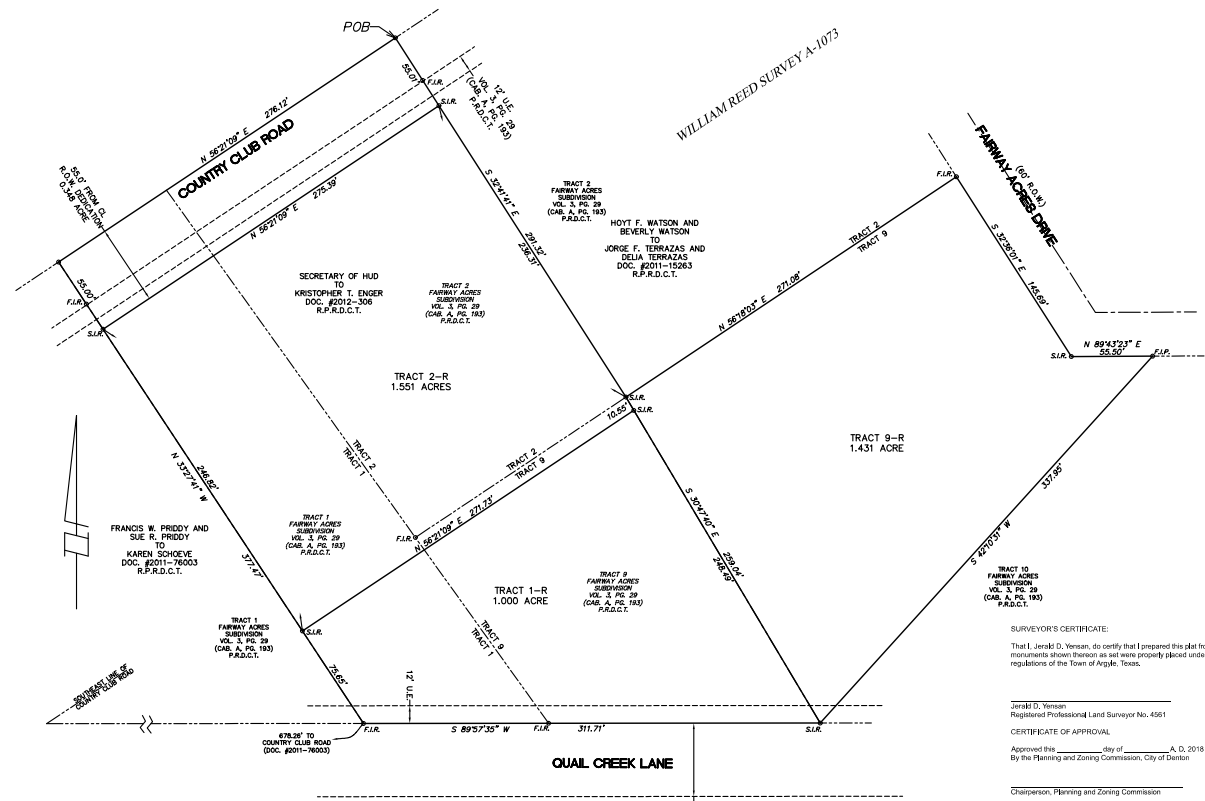 POB
WILLIAM REED SURVEY A-1073
55.01'
F.I.R.
S.I.R.
12' U.E.
VOL. 3, PG. 29
(CAB. A, PG. 193)
P.R.D.C.T.
N 56°21'09" E 276.12'
COUNTRY CLUB ROAD
N 56°21'09" E 275.39'
55.0' FROM CL
R.O.W. DEDICATION
0.348 ACRE
55.00'
F.I.R.
S.I.R.
FAIRWAY ACRES DRIVE
(60' R.O.W.)
F.I.R.
S 32°36'01" E 145.69'
N 89°43'23" E
55.50'
S.I.R.
F.I.P.
S 32°41'41" E 291.32'
236.31'
TRACT 2
FAIRWAY ACRES
SUBDIVISION
VOL. 3, PG. 29
(CAB. A, PG. 193)
P.R.D.C.T.
HOYT F. WATSON AND
BEVERLY WATSON
TO
JORGE F. TERRAZAS AND
DELIA TERRAZAS
DOC. #2011-15263
R.P.R.D.C.T.
TRACT 2
TRACT 9
N 56°18'03" E 271.08'
SECRETARY OF HUD
TO
KRISTOPHER T. ENGER
DOC. #2012-306
R.P.R.D.C.T.
TRACT 2
FAIRWAY ACRES
SUBDIVISION
VOL. 3, PG. 29
(CAB. A, PG. 193)
P.R.D.C.T.
TRACT 2-R
1.551 ACRES
S.I.R.
10.55'
S.I.R.
TRACT 2
TRACT 1
TRACT 2
TRACT 9
TRACT 9-R
1.431 ACRE
N 33°27'41" W
246.82'
377.47'
N 56°21'09" E 271.73'
F.I.R.
S 30°47'40" E 259.04'
248.49'
337.95'
S 42°10'31" W
FRANCIS W. PRIDDY AND
SUE R. PRIDDY
TO
KAREN SCHOEVE
DOC. #2011-76003
R.P.R.D.C.T.
TRACT 1
FAIRWAY ACRES
SUBDIVISION
VOL. 3, PG. 29
(CAB. A, PG. 193)
P.R.D.C.T.
TRACT 1-R
1.000 ACRE
TRACT 9
FAIRWAY ACRES
SUBDIVISION
VOL. 3, PG. 29
(CAB. A, PG. 193)
P.R.D.C.T.
TRACT 10
FAIRWAY ACRES
SUBDIVISION
VOL. 3, PG. 29
(CAB. A, PG. 193)
P.R.D.C.T.
TRACT 1
FAIRWAY ACRES
SUBDIVISION
VOL. 3, PG. 29
(CAB. A, PG. 193)
P.R.D.C.T.
S.I.R.
75.65'
TRACT 9
TRACT 1
12' U.E.
SOUTHEAST LINE OF
COUNTRY CLUB ROAD
678.26' TO
COUNTRY CLUB ROAD
(DOC. #2011-76003)
F.I.R.
S 89°57'35" W
F.I.R.
311.71'
S.I.R.
QUAIL CREEK LANE
SURVEYOR'S CERTIFICATE:
That I, Jerald D. Yensan, do certify that I prepared this plat fro
monuments shown thereon as set were properly placed unde
regulations of the Town of Argyle, Texas.
Jerald D. Yensan
Registered Professional Land Surveyor No. 4561
CERTIFICATE OF APPROVAL
Approved this ________ day of ________ A. D. 2018
By the Planning and Zoning Commission, City of Denton
Chairperson, Planning and Zoning Commission